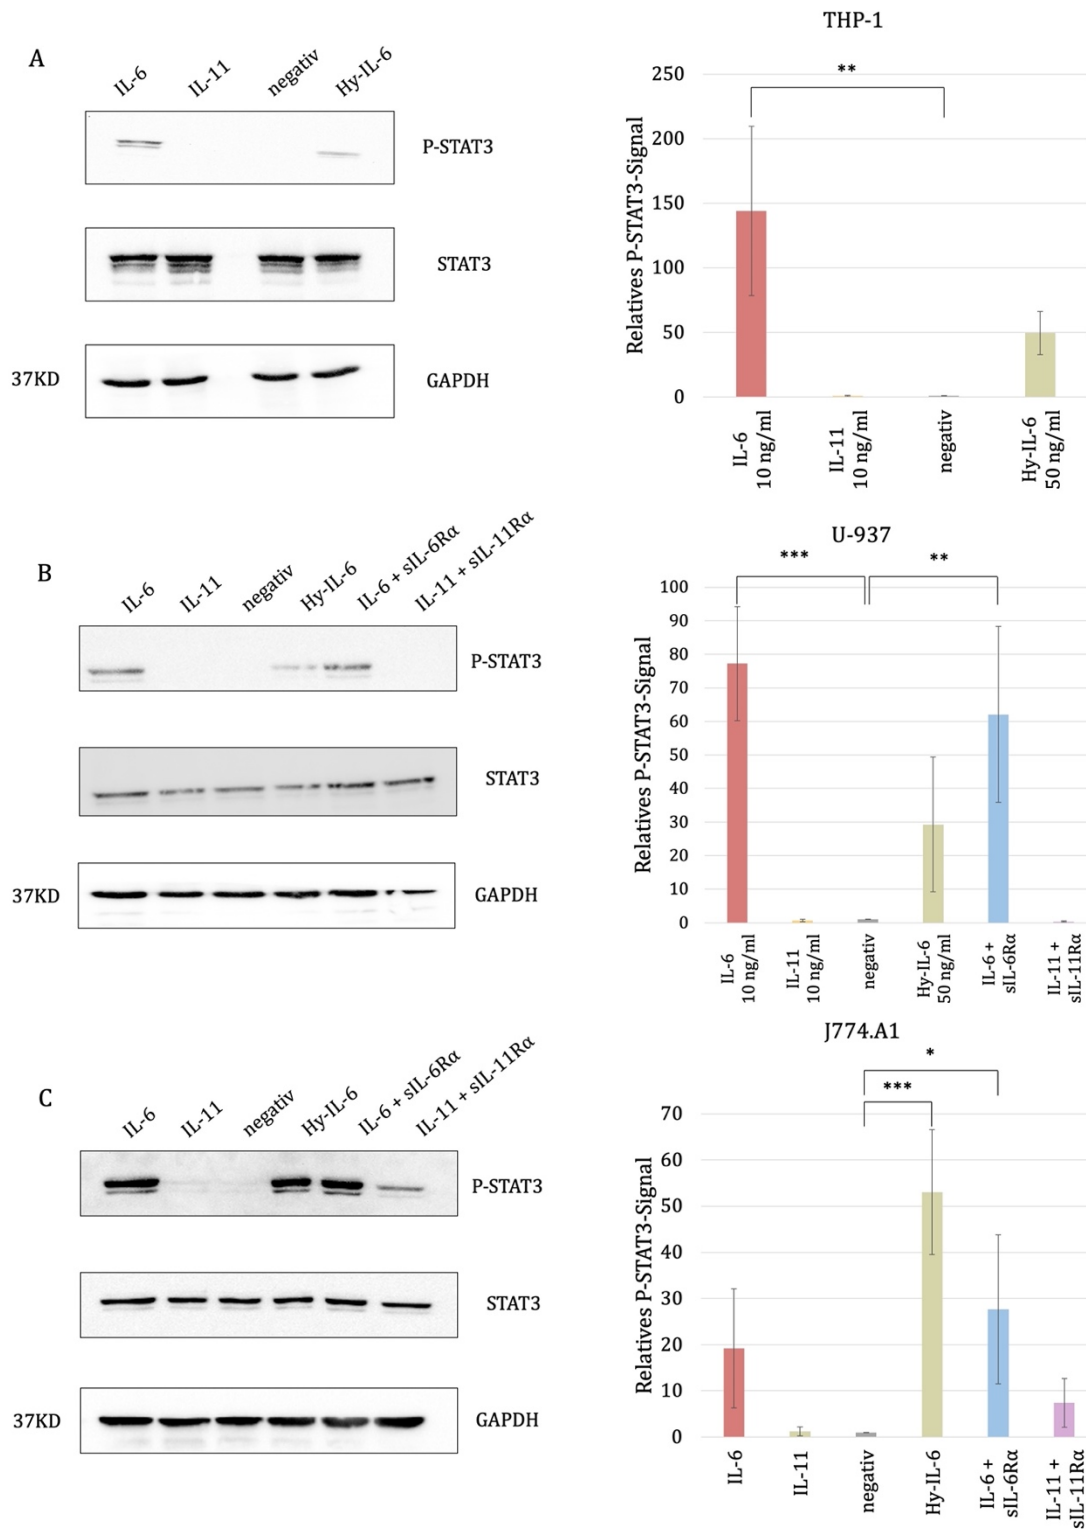 A
IL-6
IL-11
negativ
Hy-IL-6
P-STAT3
STAT3
37KD
GAPDH
THP-1
**
Relatives P-STAT3-Signal
250
200
150
100
50
0
IL-6
10 ng/ml
IL-11
10 ng/ml
negativ
Hy-IL-6
50 ng/ml
B
IL-6
IL-11
negativ
Hy-IL-6
IL-6 + sIL-6Rα
IL-11 + sIL-11Rα
P-STAT3
STAT3
37KD
GAPDH
U-937
***
**
Relatives P-STAT3-Signal
100
90
80
70
60
50
40
30
20
10
0
IL-6
10 ng/ml
IL-11
10 ng/ml
negativ
Hy-IL-6
50 ng/ml
IL-6 +
sIL-6Rα
IL-11 +
sIL-11Rα
C
IL-6
IL-11
negativ
Hy-IL-6
IL-6 + sIL-6Rα
IL-11 + sIL-11Rα
P-STAT3
STAT3
37KD
GAPDH
J774.A1
*
***
Relatives P-STAT3-Signal
70
60
50
40
30
20
10
0
IL-6
IL-11
negativ
Hy-IL-6
IL-6 +
sIL-6Rα
IL-11 +
sIL-11Rα